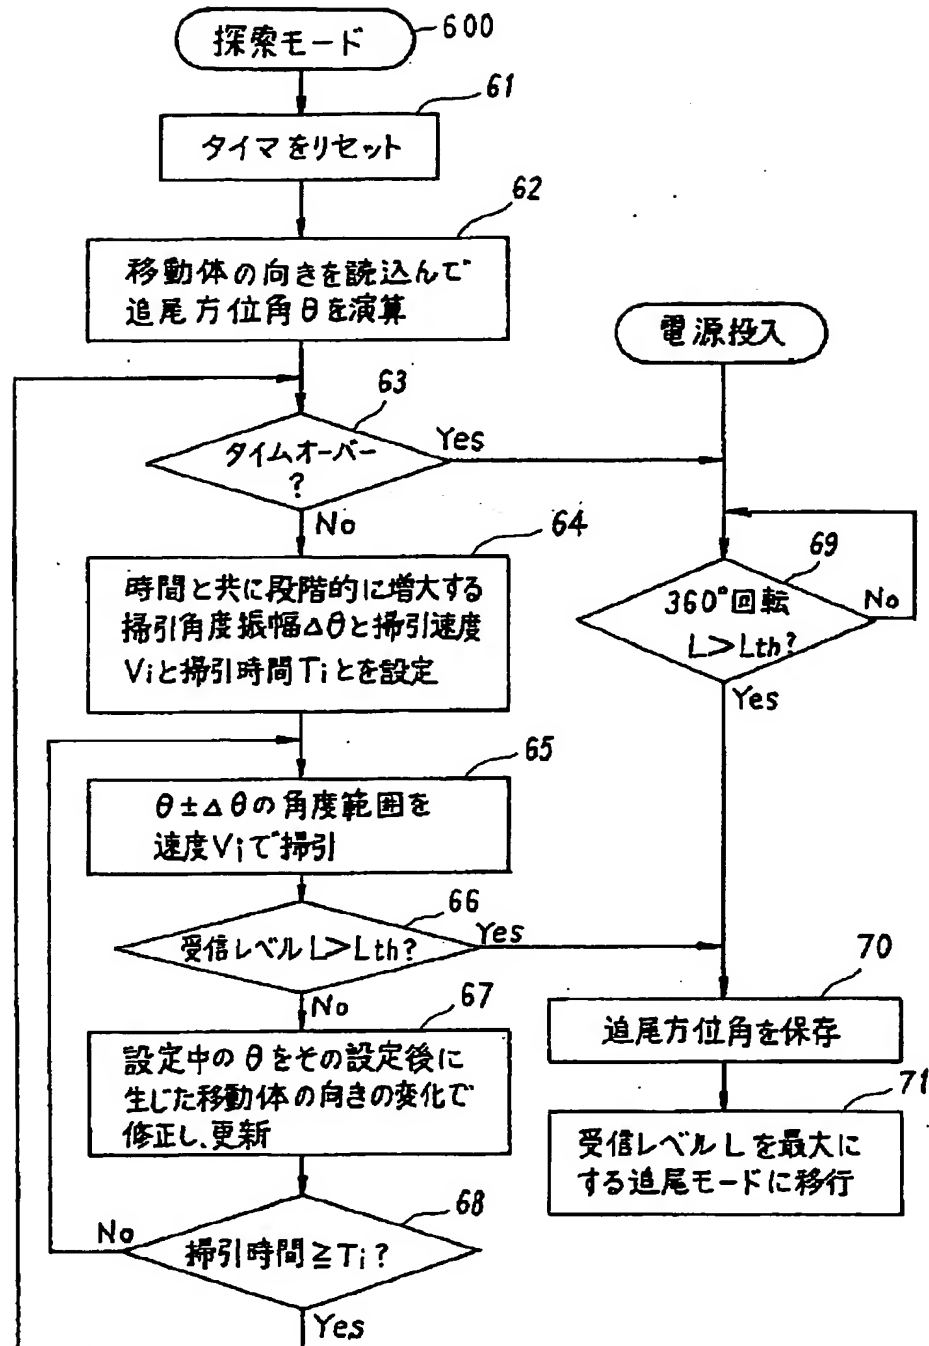 探索モード
600
61
タイマをリセット
62
移動体の向きを読込んで
追尾方位角θを演算
電源投入
63
タイムオーバー
?
Yes
No
64
時間と共に段階的に増大する
掃引角度振幅Δθと掃引速度
Viと掃引時間Tiとを設定
69
360°回転
L>Lth?
No
Yes
65
θ±Δθの角度範囲を
速度Viで掃引
66
受信レベルL>Lth?
Yes
No
67
設定中のθをその設定後に
生じた移動体の向きの変化で
修正し、更新
70
追尾方位角を保存
71
受信レベルLを最大に
する追尾モードに移行
68
掃引時間≧Ti?
No
Yes